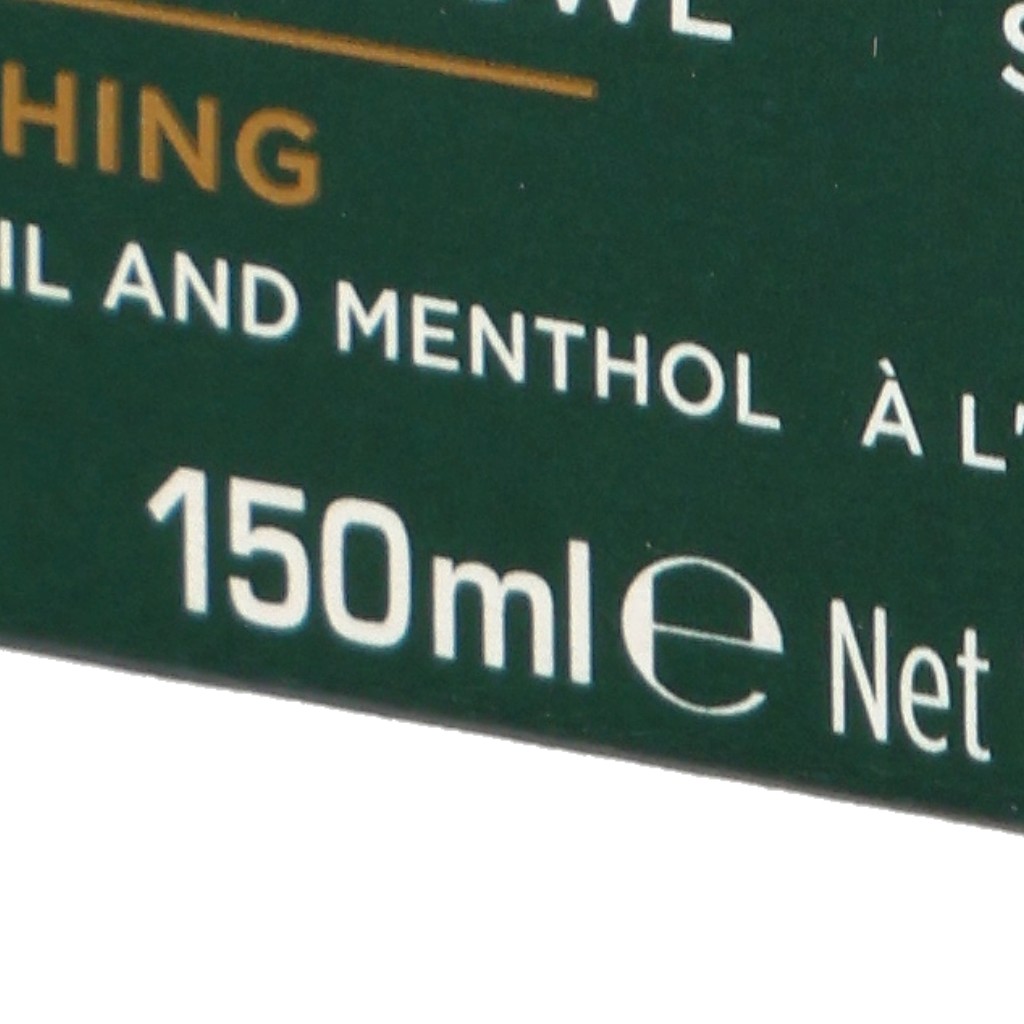 HING
IL AND MENTHOL À L'
150ml ℮ Net